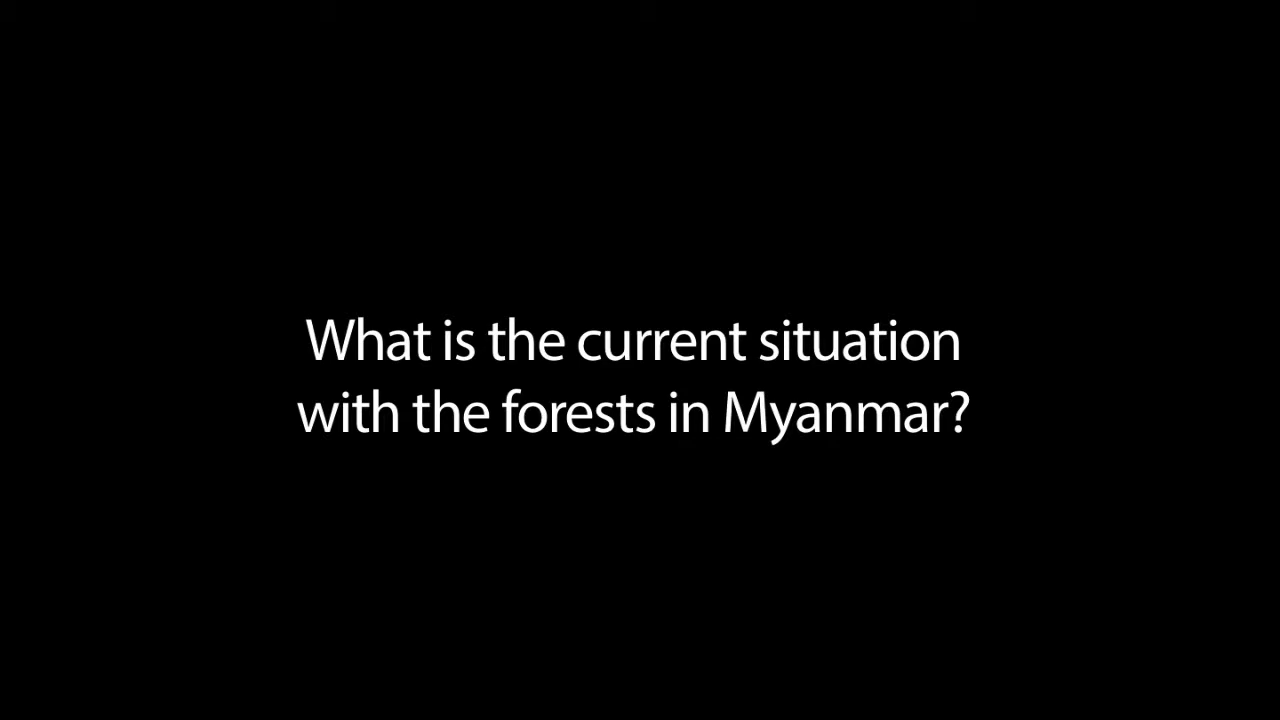 What is the current situation
with the forests in Myanmar?